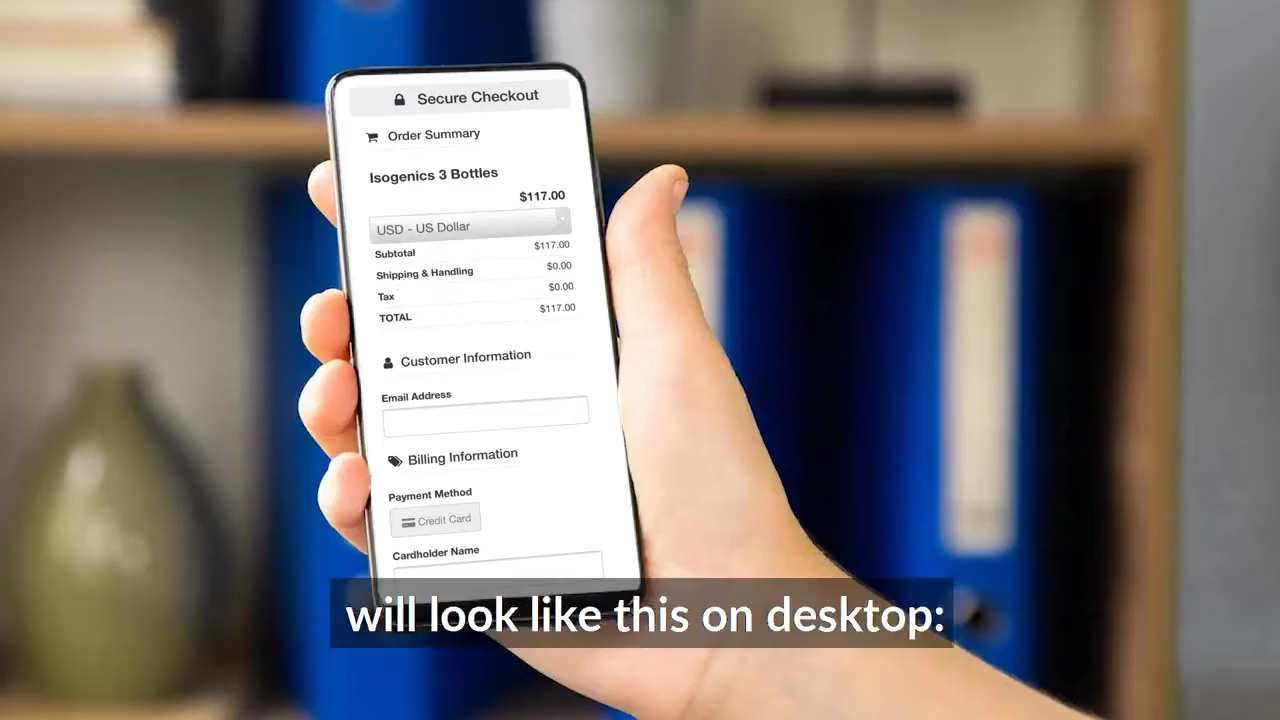 Secure Checkout
Order Summary
Isogenics 3 Bottles
$117.00
USD - US Dollar
Subtotal $117.00
Shipping & Handling $0.00
Tax $0.00
TOTAL $117.00
Customer Information
Email Address
Billing Information
Payment Method
Credit Card
Cardholder Name
will look like this on desktop: